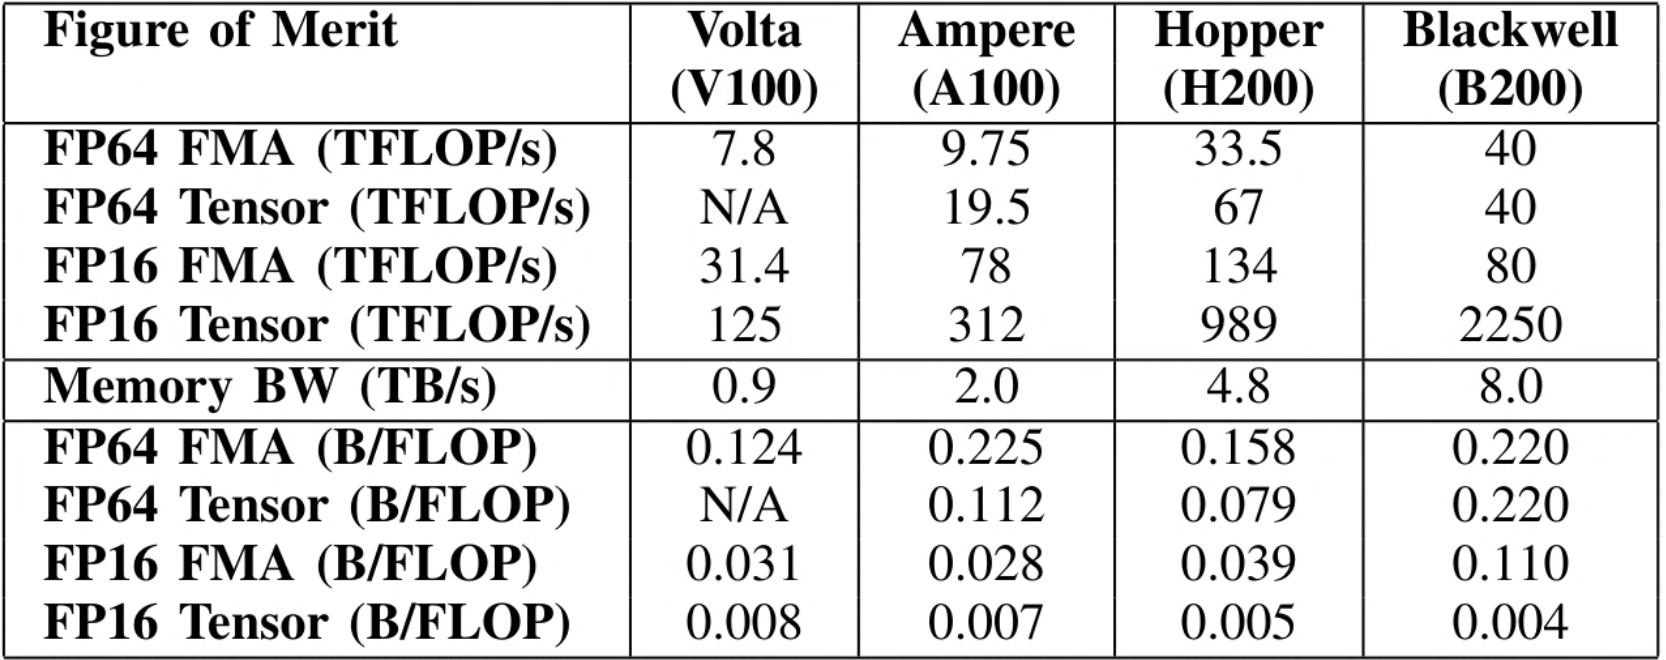 Figure of Merit Volta Ampere Hopper Blackwell
(V100) (A100) (H200) (B200)
FP64 FMA (TFLOP/s) 7.8 9.75 33.5 40
FP64 Tensor (TFLOP/s) N/A 19.5 67 40
FP16 FMA (TFLOP/s) 31.4 78 134 80
FP16 Tensor (TFLOP/s) 125 312 989 2250
Memory BW (TB/s) 0.9 2.0 4.8 8.0
FP64 FMA (B/FLOP) 0.124 0.225 0.158 0.220
FP64 Tensor (B/FLOP) N/A 0.112 0.079 0.220
FP16 FMA (B/FLOP) 0.031 0.028 0.039 0.110
FP16 Tensor (B/FLOP) 0.008 0.007 0.005 0.004